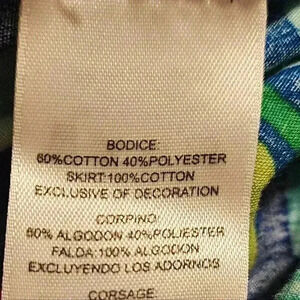 BODICE:
60%COTTON 40%POLYESTER
SKIRT:100%COTTON
EXCLUSIVE OF DECORATION
CORPINO:
60% ALGODON 40%POLIESTER
FALDA:100% ALGODON
EXCLUYENDO LOS ADORNOS
CORSAGE: